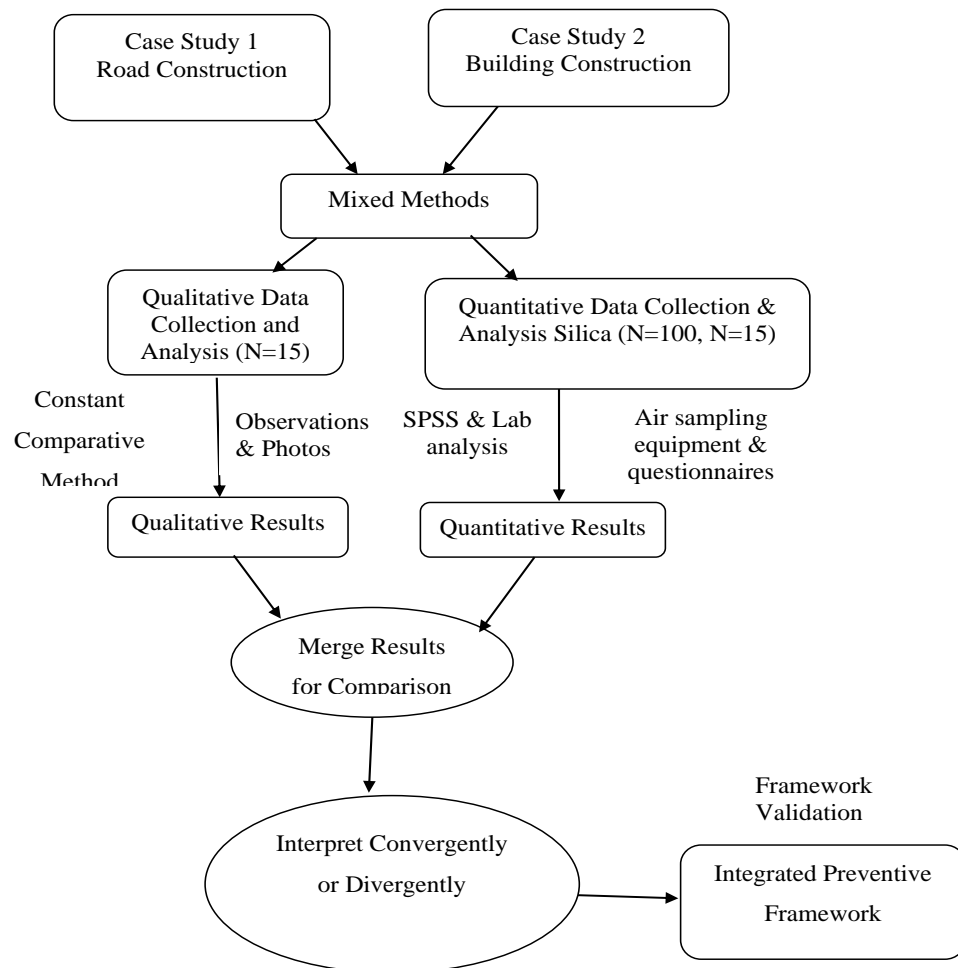 Case Study 1
Road Construction
Case Study 2
Building Construction
Mixed Methods
Qualitative Data
Collection and
Analysis (N=15)
Quantitative Data Collection &
Analysis Silica (N=100, N=15)
Constant
Comparative
Method
Observations
& Photos
SPSS & Lab
analysis
Air sampling
equipment &
questionnaires
Qualitative Results
Quantitative Results
Merge Results
for Comparison
Interpret Convergently
or Divergently
Framework
Validation
Integrated Preventive
Framework